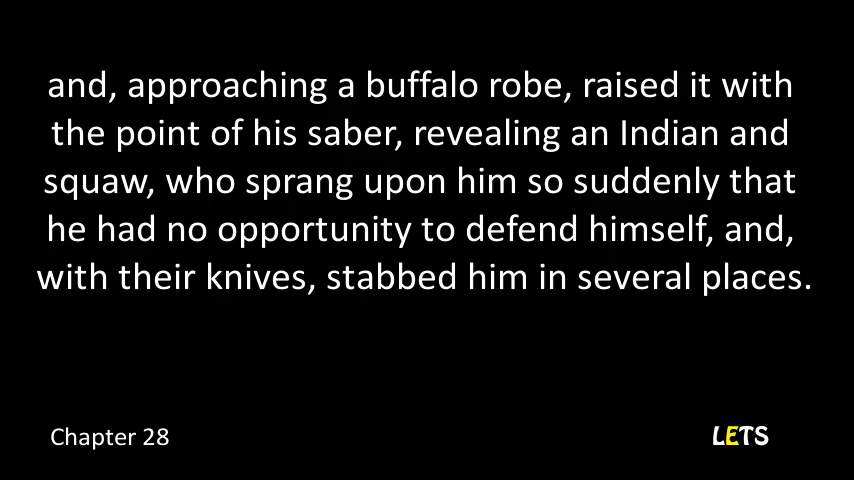 and, approaching a buffalo robe, raised it with
the point of his saber, revealing an Indian and
squaw, who sprang upon him so suddenly that
he had no opportunity to defend himself, and,
with their knives, stabbed him in several places.
Chapter 28
LETS